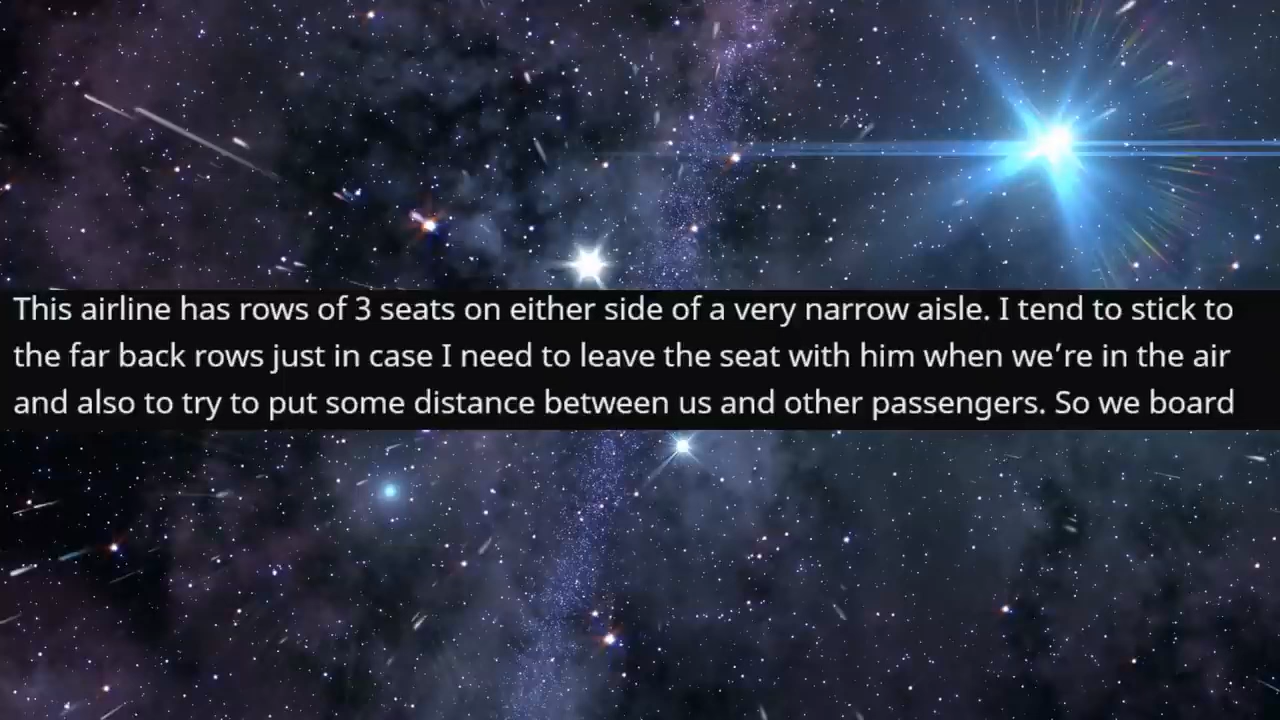 This airline has rows of 3 seats on either side of a very narrow aisle. I tend to stick to
the far back rows just in case I need to leave the seat with him when we’re in the air
and also to try to put some distance between us and other passengers. So we board